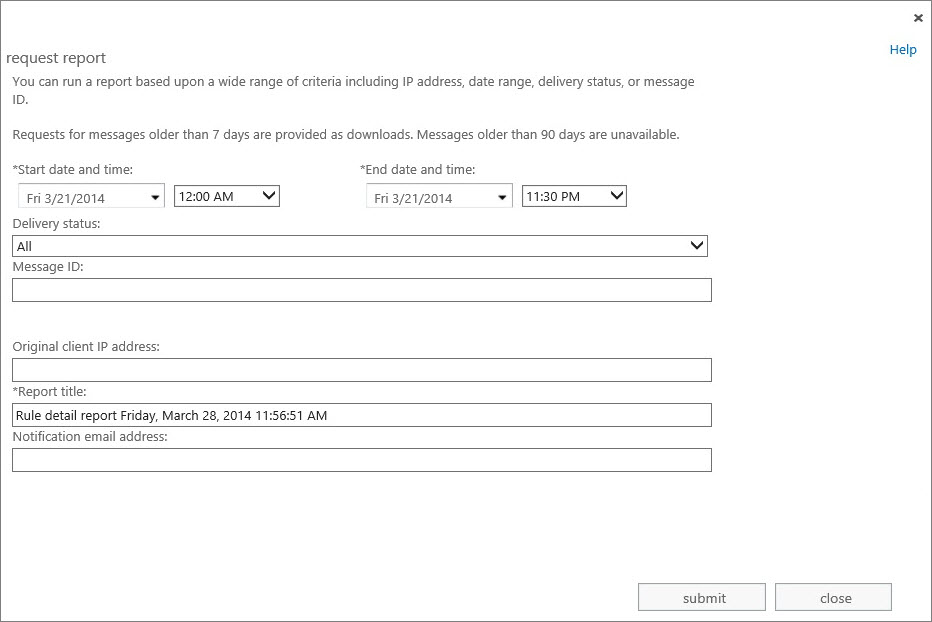 ×
Help
request report
You can run a report based upon a wide range of criteria including IP address, date range, delivery status, or message
ID.
Requests for messages older than 7 days are provided as downloads. Messages older than 90 days are unavailable.
*Start date and time: *End date and time:
Fri 3/21/2014 12:00 AM Fri 3/21/2014 11:30 PM
Delivery status:
All
Message ID:
Original client IP address:
*Report title:
Rule detail report Friday, March 28, 2014 11:56:51 AM
Notification email address:
submit close